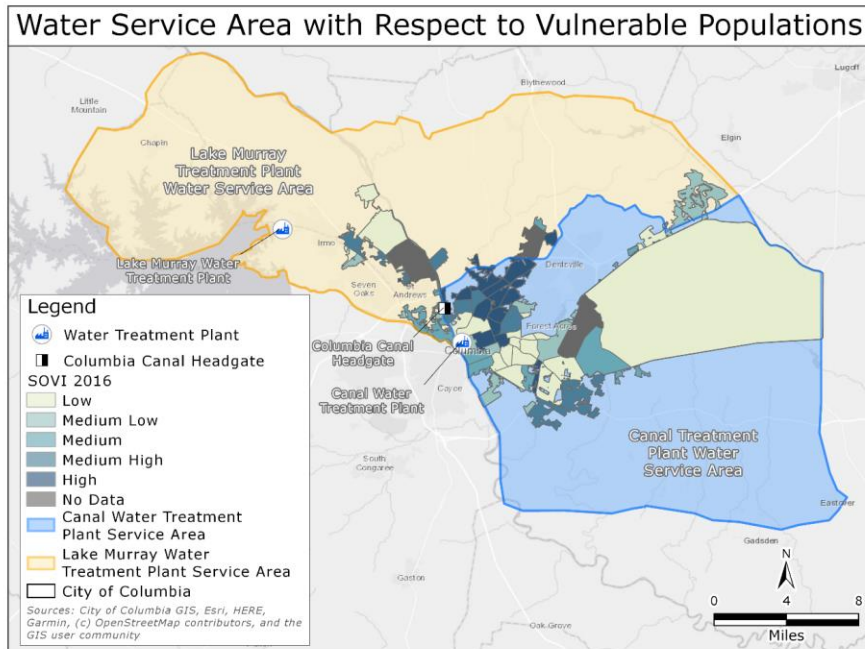 Water Service Area with Respect to Vulnerable Populations
Lugoff
Blythewood
Little
Mountain
Elgin
Chapin
Lake Murray
Treatment Plant
Water Service Area
Irmo
Lake Murray Water
Treatment Plant
Dentsville
Seven
Oaks
St
Andrews
Forest Acres
Columbia Canal
Headgate
Columbia
Canal Water
Treatment Plant
Cayce
South
Congaree
Canal Treatment
Plant Water
Service Area
Eastover
Gadsden
Gaston
Oak Grove
Legend
Water Treatment Plant
Columbia Canal Headgate
SOVI 2016
Low
Medium Low
Medium
Medium High
High
No Data
Canal Water Treatment
Plant Service Area
Lake Murray Water
Treatment Plant Service Area
City of Columbia
Sources: City of Columbia GIS, Esri, HERE,
Garmin, (c) OpenStreetMap contributors, and the
GIS user community
N
0 4 8
Miles